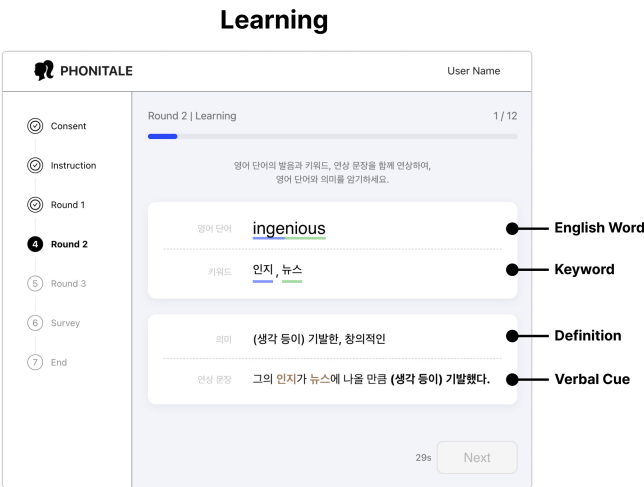 Learning
PHONITALE
User Name
Consent
Instruction
Round 1
4 Round 2
5 Round 3
6 Survey
7 End
Round 2 | Learning
1 / 12
영어 단어의 발음과 키워드, 연상 문장을 함께 연상하여,
영어 단어와 의미를 암기하세요.
영어 단어 ingenious
English Word
키워드 인지 , 뉴스
Keyword
의미 (생각 등이) 기발한, 창의적인
Definition
연상 문장 그의 인지가 뉴스에 나올 만큼 (생각 등이) 기발했다.
Verbal Cue
29s Next